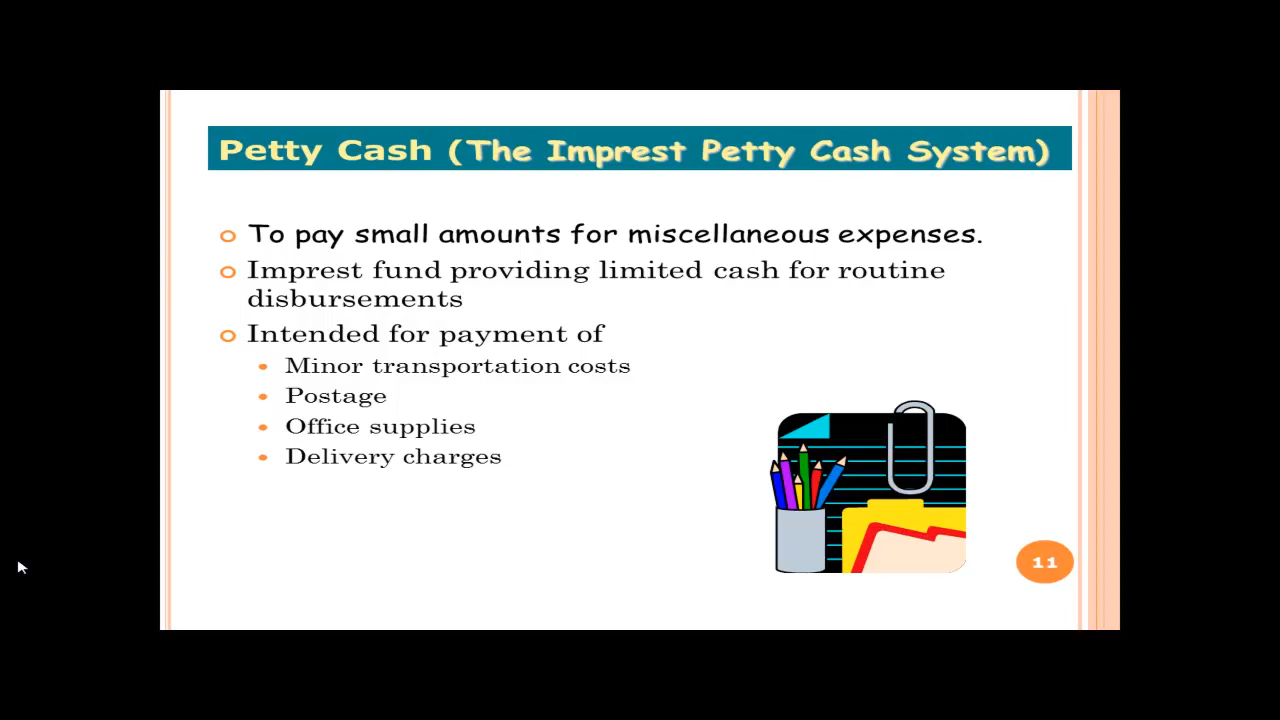 Petty Cash (The Imprest Petty Cash System)
To pay small amounts for miscellaneous expenses.
Imprest fund providing limited cash for routine
disbursements
Intended for payment of
Minor transportation costs
Postage
Office supplies
Delivery charges
11